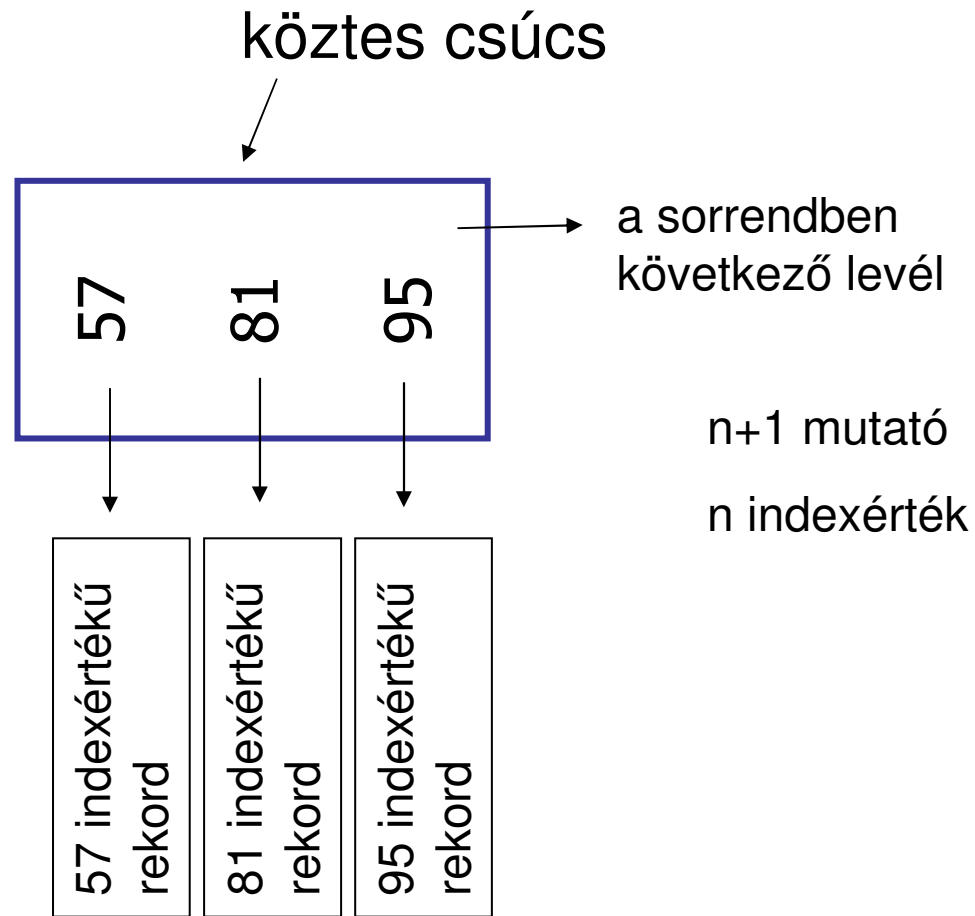 köztes csúcs
a sorrendben
következő levél
57
81
95
n+1 mutató
n indexérték
57 indexértékű
rekord
81 indexértékű
rekord
95 indexértékű
rekord